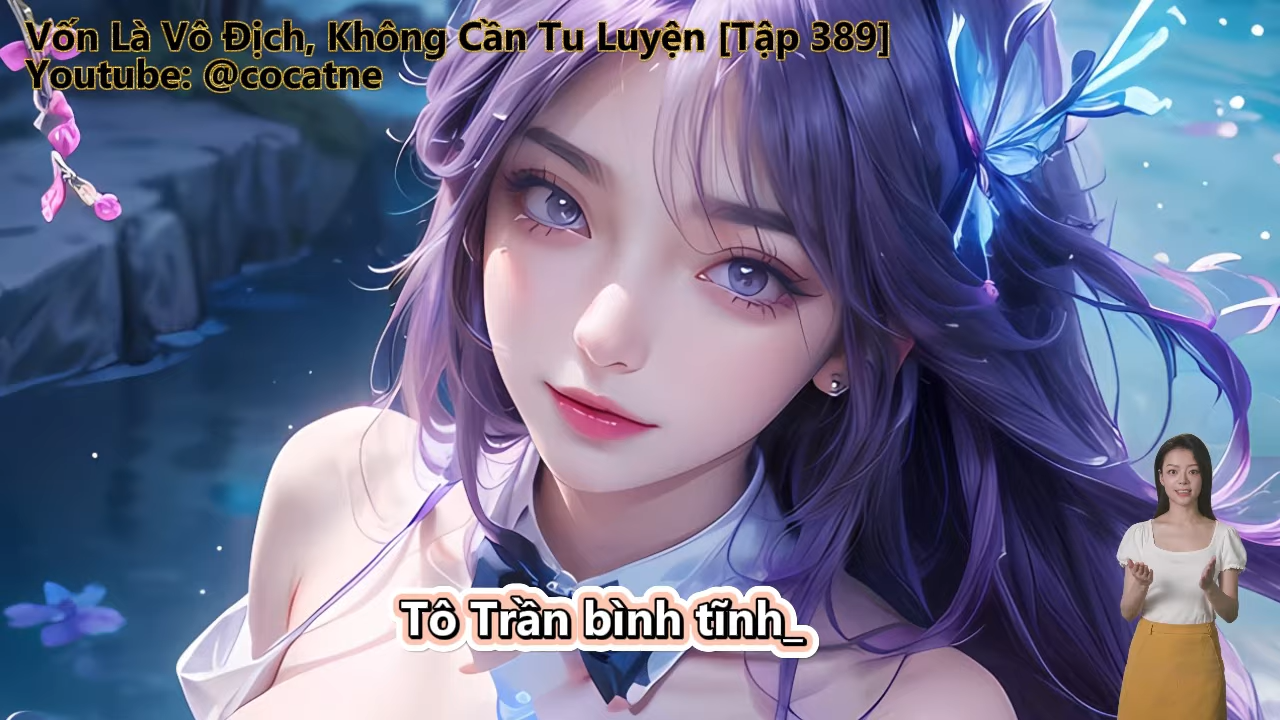 Vốn Là Vô Địch, Không Cần Tu Luyện [Tập 389]
Youtube: @cocatne
Tô Trần bình tĩnh_